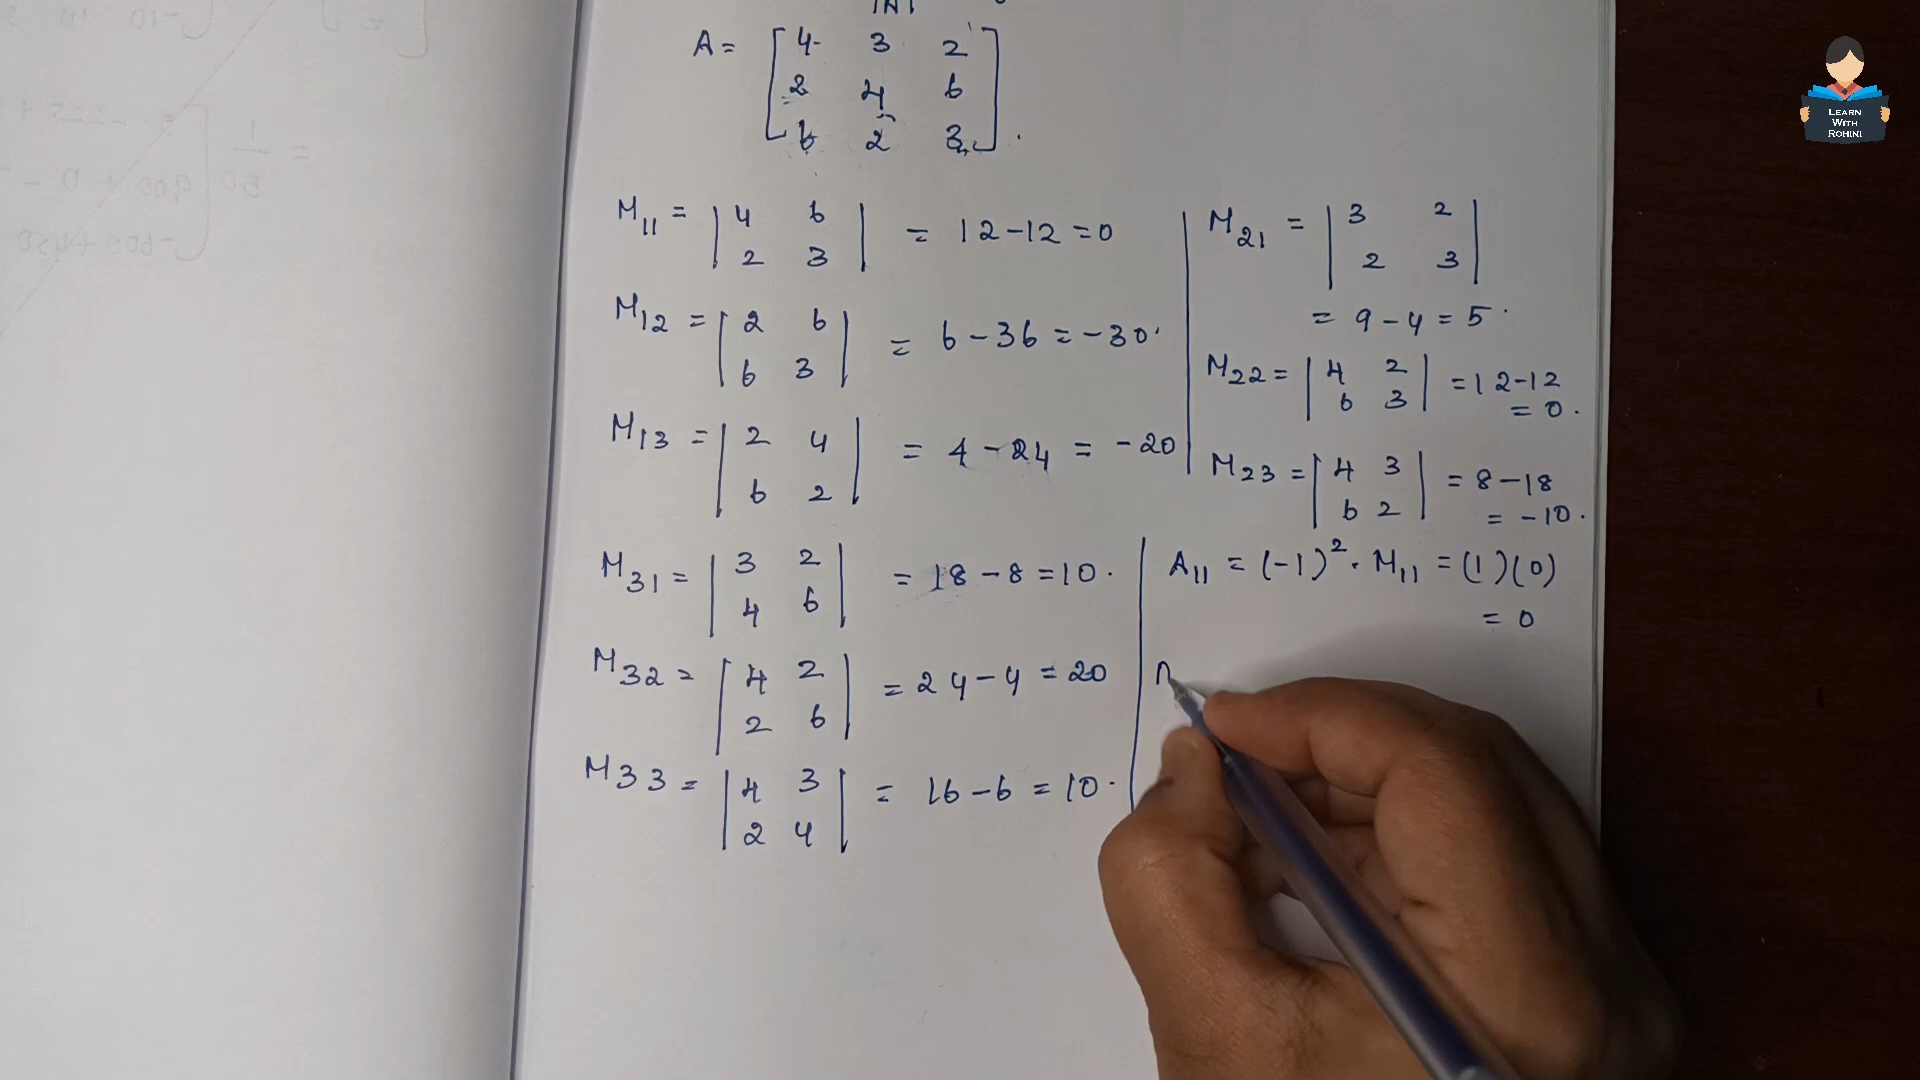 A = [ 4 3 2
2 4 6
6 2 3 ].
M11 = | 4 6
2 3 | = 12 - 12 = 0
M12 = | 2 6
6 3 | = 6 - 36 = -30.
M13 = | 2 4
6 2 | = 4 - 24 = -20
M21 = | 3 2
2 3 |
= 9 - 4 = 5.
M22 = | 4 2
6 3 | = 12 - 12
= 0.
M23 = | 4 3
6 2 | = 8 - 18
= -10.
M31 = | 3 2
4 6 | = 18 - 8 = 10.
M32 = | 4 2
2 6 | = 24 - 4 = 20
M33 = | 4 3
2 4 | = 16 - 6 = 10.
A11 = (-1)² . M11 = (1)(0)
= 0
LEARN
WITH
ROHINI